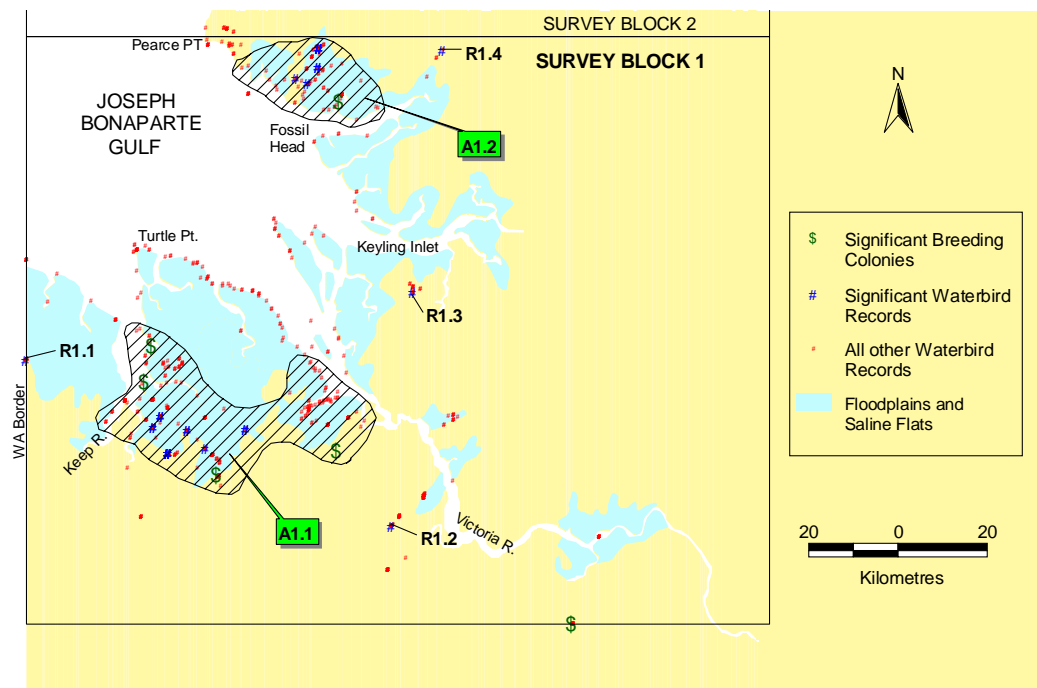 SURVEY BLOCK 2
Pearce PT
R1.4
SURVEY BLOCK 1
N
JOSEPH
BONAPARTE
GULF
Fossil
Head
A1.2
Turtle Pt.
Keyling Inlet
R1.3
R1.1
WA Border
Keep R.
A1.1
R1.2
Victoria R.
$ Significant Breeding
Colonies
# Significant Waterbird
Records
# All other Waterbird
Records
Floodplains and
Saline Flats
20 0 20
Kilometres